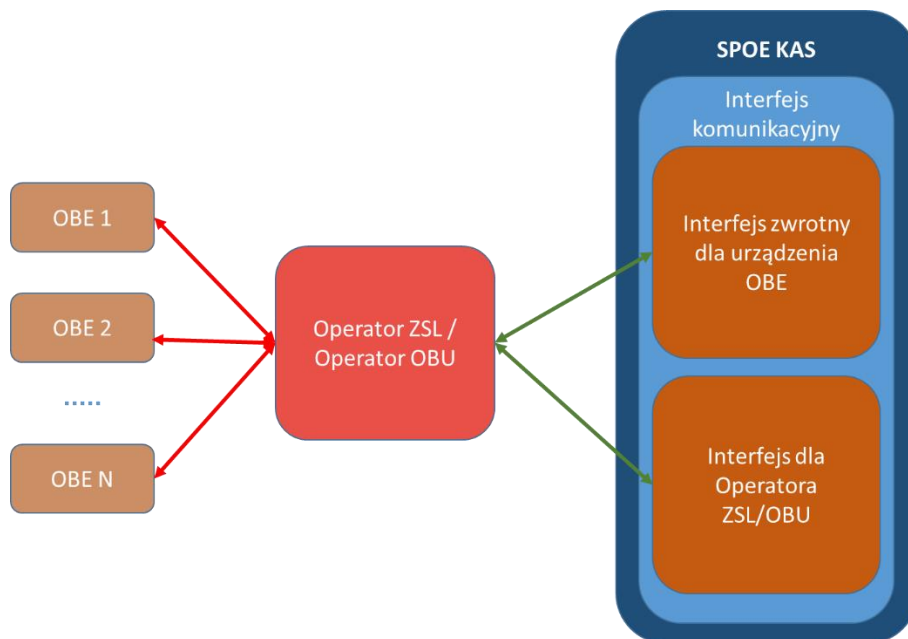 SPOE KAS
Interfejs
komunikacyjny
OBE 1
OBE 2
.....
OBE N
Operator ZSL /
Operator OBU
Interfejs zwrotny
dla urządzenia
OBE
Interfejs dla
Operatora
ZSL/OBU